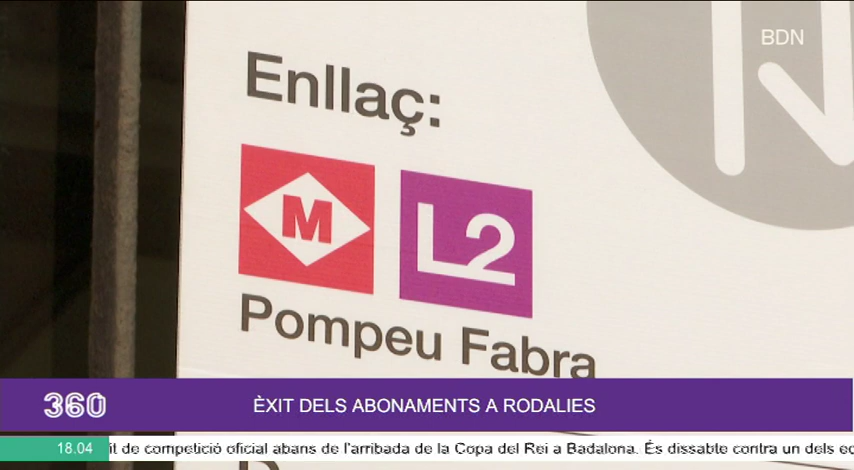 BDN
Enllaç:
M L2
Pompeu Fabra
360 ÈXIT DELS ABONAMENTS A RODALIES
18.04 it de competició oficial abans de l'arribada de la Copa del Rei a Badalona. És dissabte contra un dels